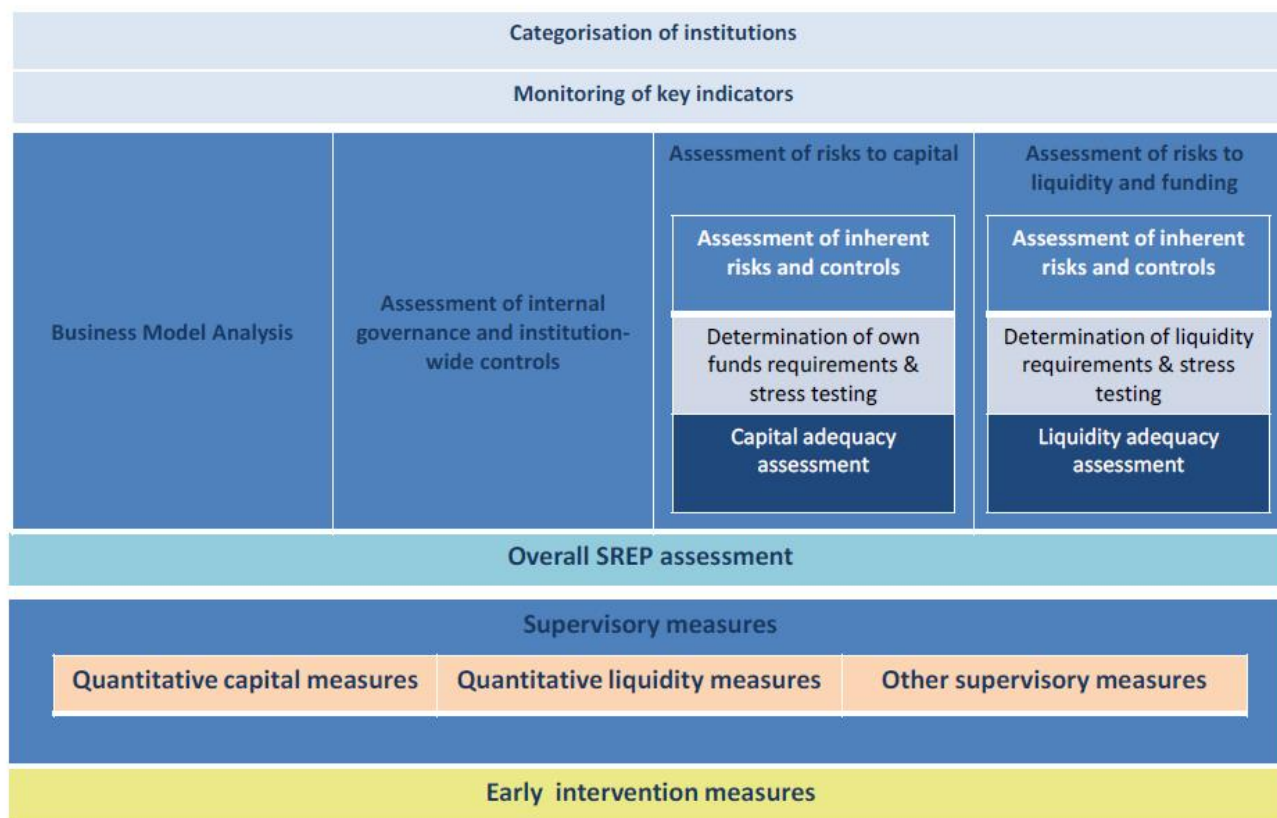 Categorisation of institutions
Monitoring of key indicators
Business Model Analysis
Assessment of internal
governance and institution-
wide controls
Assessment of risks to capital
Assessment of inherent
risks and controls
Determination of own
funds requirements &
stress testing
Capital adequacy
assessment
Assessment of risks to
liquidity and funding
Assessment of inherent
risks and controls
Determination of liquidity
requirements & stress
testing
Liquidity adequacy
assessment
Overall SREP assessment
Supervisory measures
Quantitative capital measures
Quantitative liquidity measures
Other supervisory measures
Early intervention measures